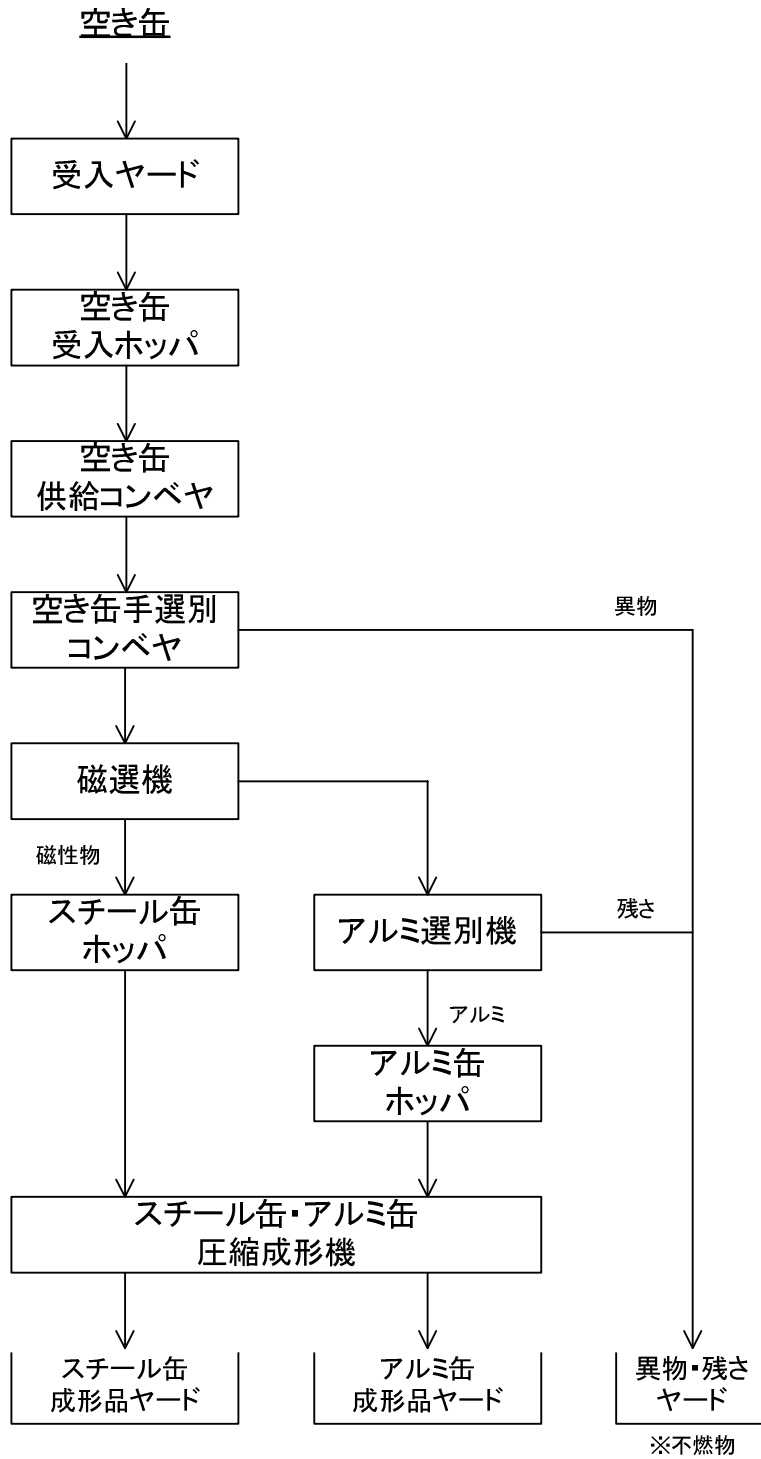 空き缶
受入ヤード
空き缶
受入ホッパ
空き缶
供給コンベヤ
空き缶手選別
コンベヤ
異物
磁選機
磁性物
スチール缶
ホッパ
アルミ選別機
残さ
アルミ
アルミ缶
ホッパ
スチール缶・アルミ缶
圧縮成形機
スチール缶
成形品ヤード
アルミ缶
成形品ヤード
異物・残さ
ヤード
※不燃物